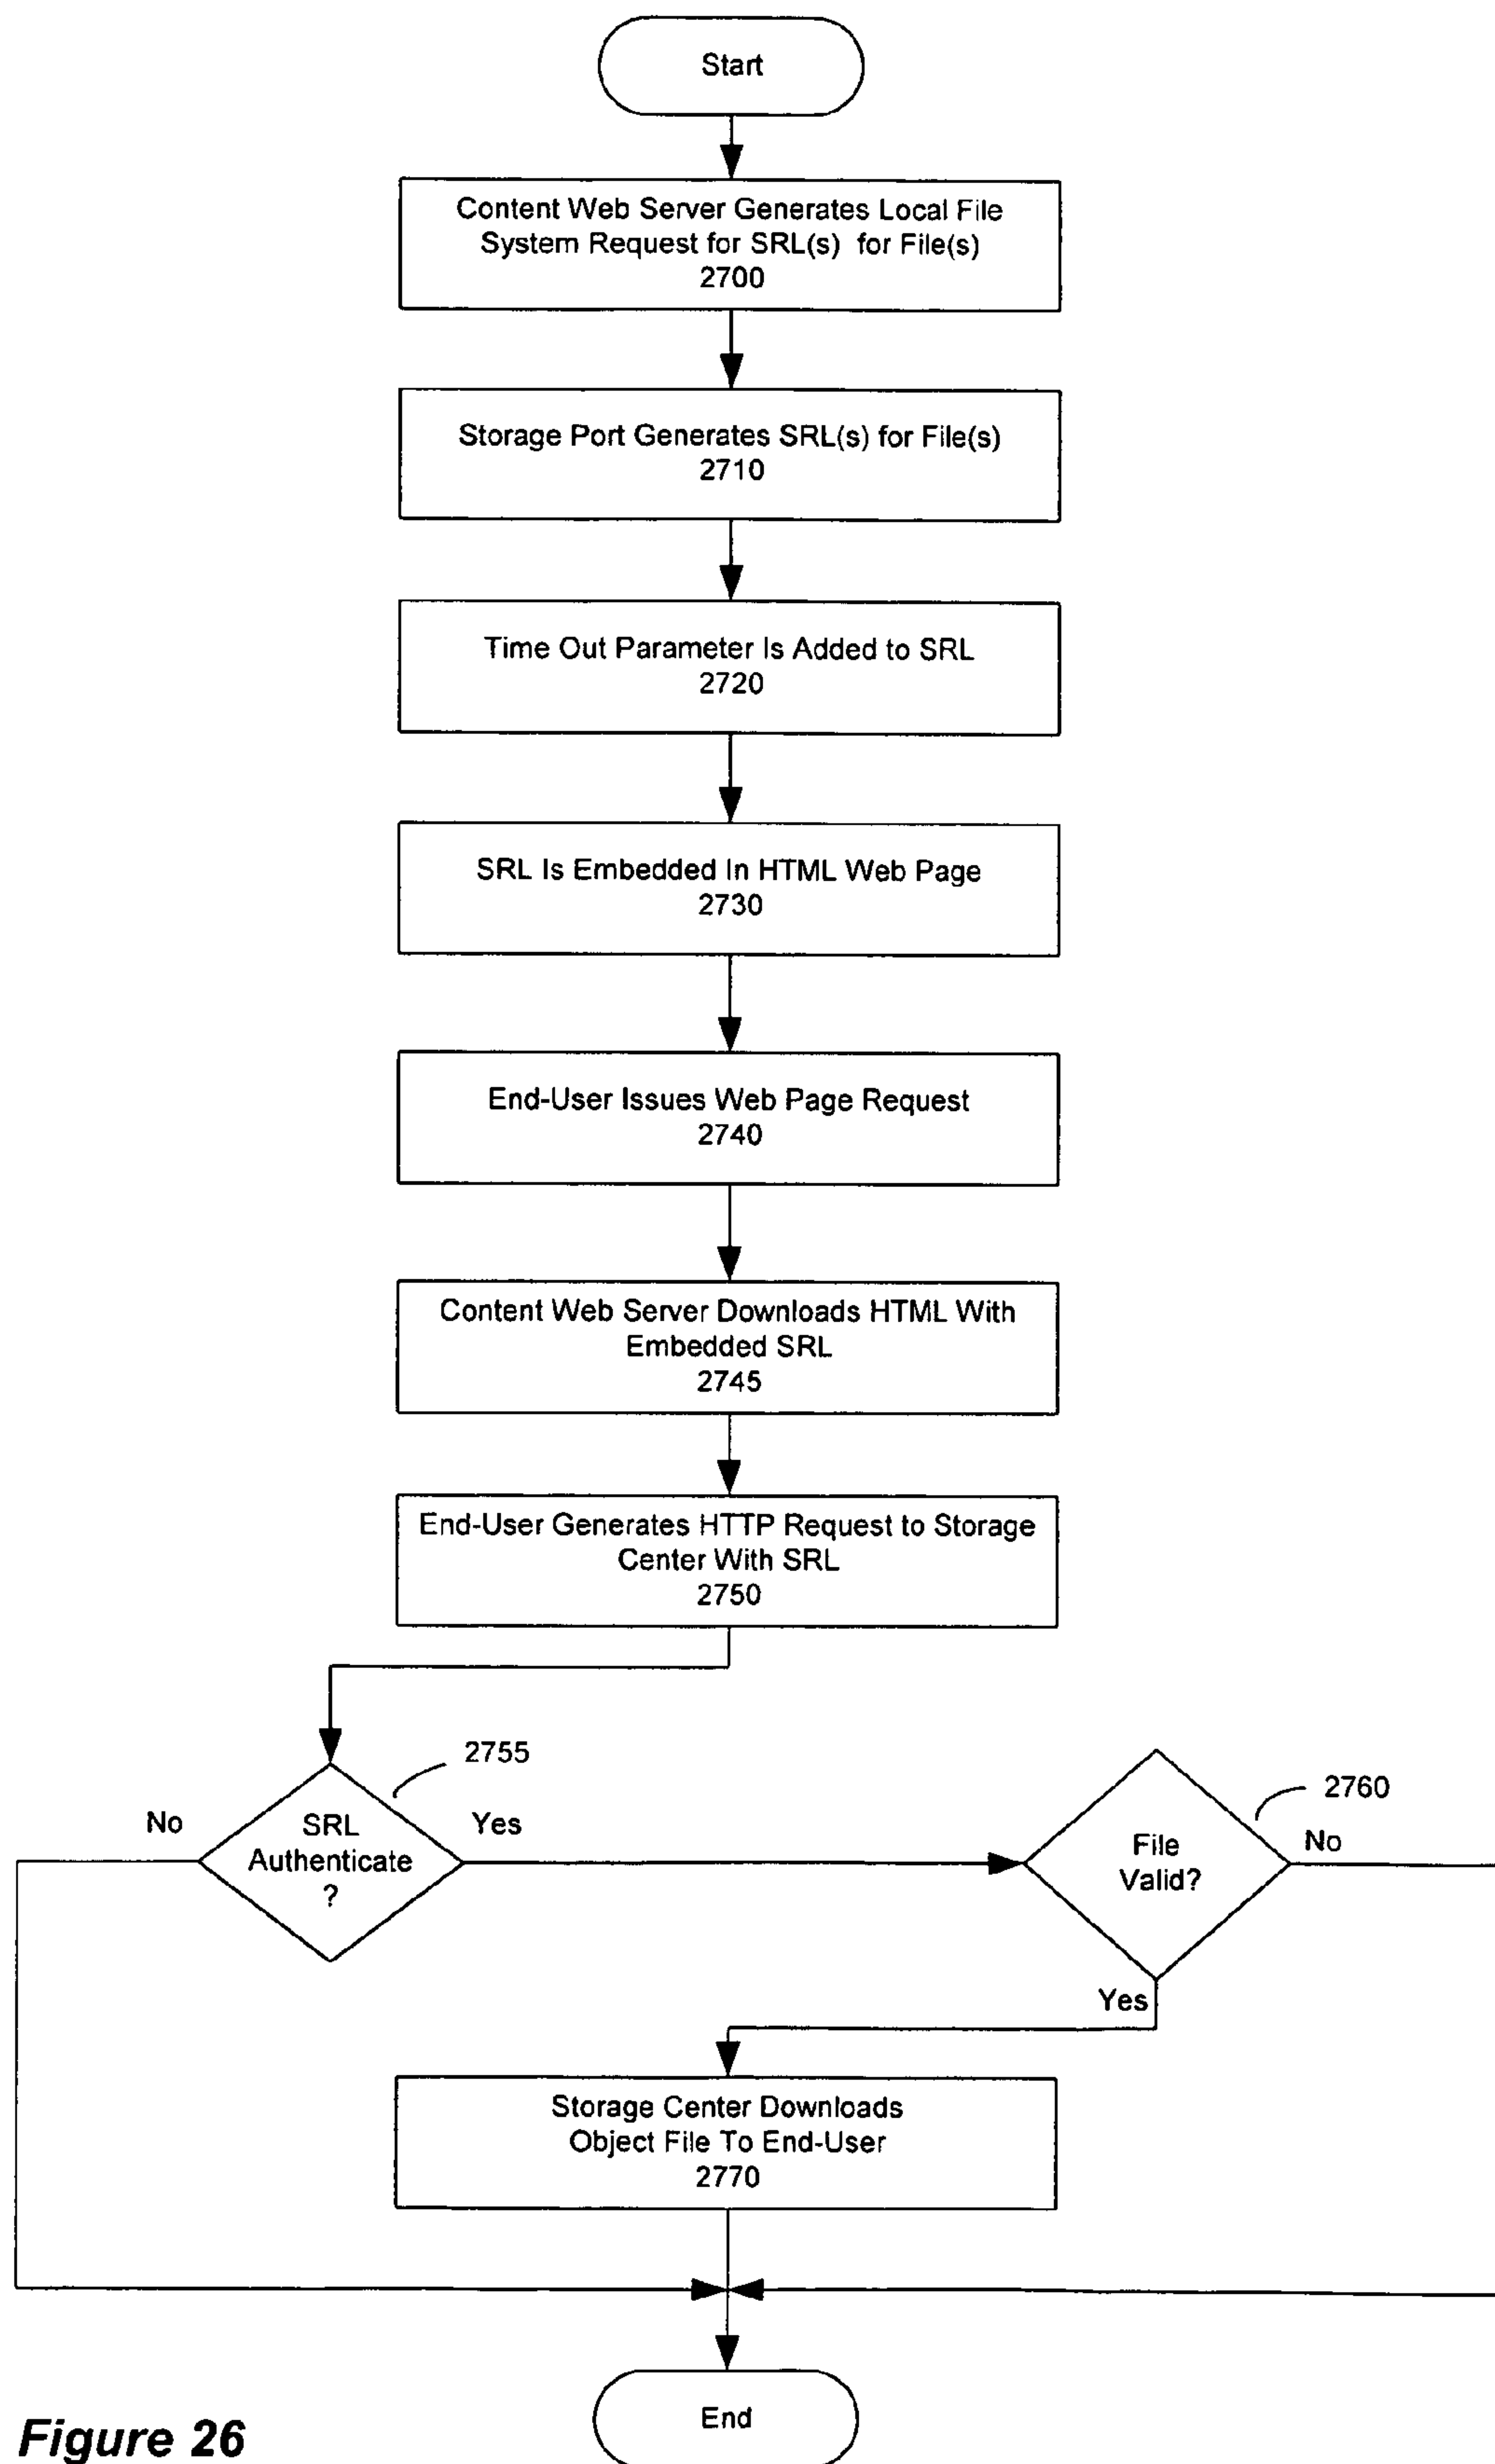 Start
Content Web Server Generates Local File
System Request for SRL(s) for File(s)
2700
Storage Port Generates SRL(s) for File(s)
2710
Time Out Parameter Is Added to SRL
2720
SRL Is Embedded In HTML Web Page
2730
End-User Issues Web Page Request
2740
Content Web Server Downloads HTML With
Embedded SRL
2745
End-User Generates HTTP Request to Storage
Center With SRL
2750
2755
No
SRL
Authenticate
?
Yes
2760
File
Valid?
No
Yes
Storage Center Downloads
Object File To End-User
2770
End
Figure 26